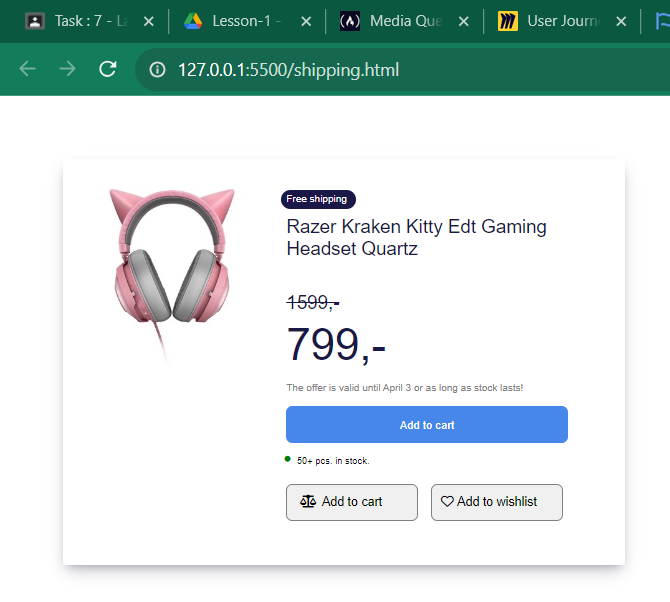 Task : 7 - La
Lesson-1 -
Media Que
User Journ
127.0.0.1:5500/shipping.html
Free shipping
Razer Kraken Kitty Edt Gaming
Headset Quartz
1599,-
799,-
The offer is valid until April 3 or as long as stock lasts!
Add to cart
50+ pcs. in stock.
Add to cart
Add to wishlist